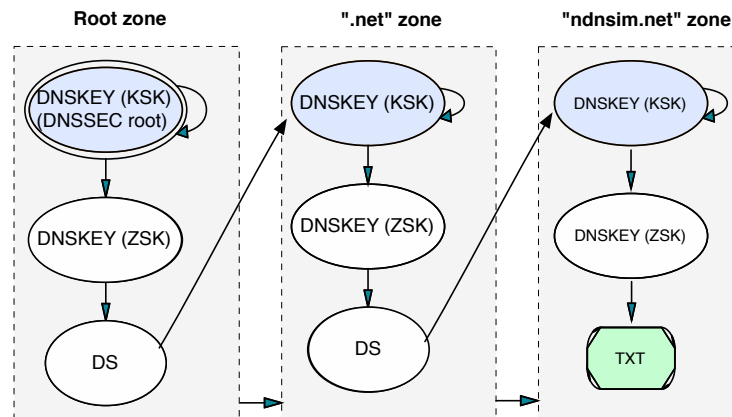 Root zone
".net" zone
"ndnsim.net" zone
DNSKEY (KSK)
(DNSSEC root)
DNSKEY (KSK)
DNSKEY (KSK)
DNSKEY (ZSK)
DNSKEY (ZSK)
DNSKEY (ZSK)
DS
DS
TXT